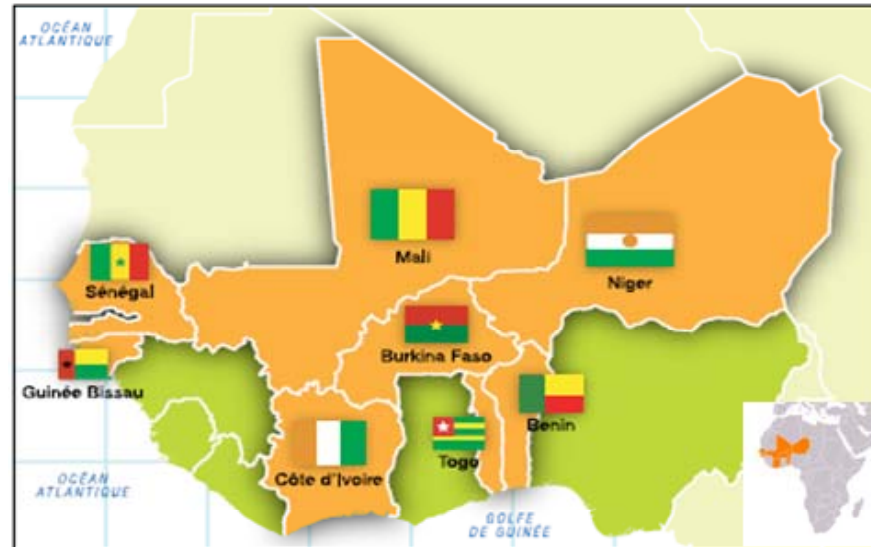 OCÉAN
ATLANTIQUE
Mali
Niger
Sénégal
Burkina Faso
Guinée Bissau
Benin
Togo
Côte d'Ivoire
OCÉAN
ATLANTIQUE
GOLFE
DE GUINÉE